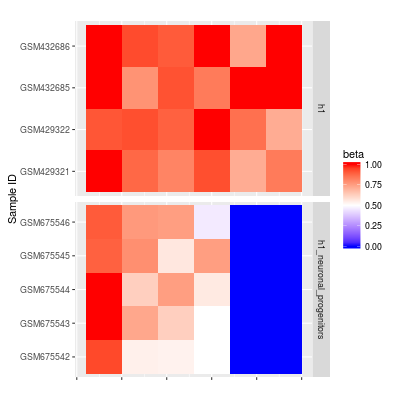 GSM432686
GSM432685
GSM429322
GSM429321
h1
GSM675546
GSM675545
GSM675544
GSM675543
GSM675542
h1_neuronal_progenitors
Sample ID
beta
1.00
0.75
0.50
0.25
0.00